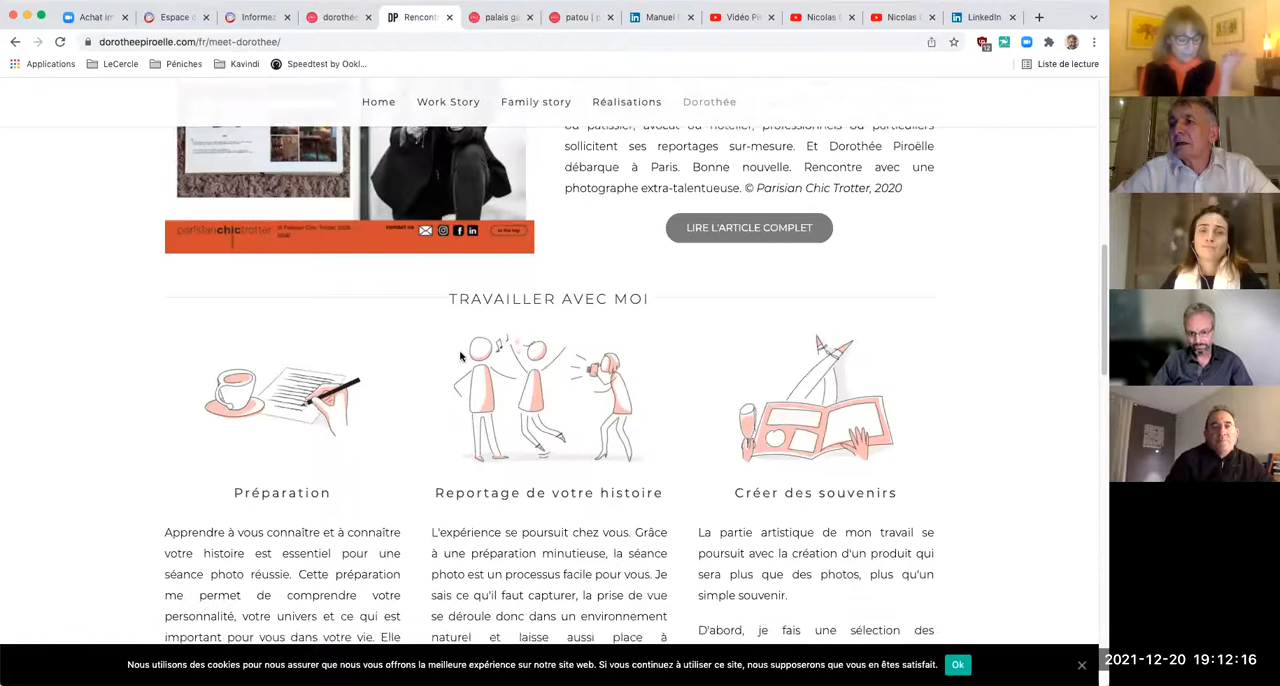 Achat im
Espace d
Informez
dorothée
Rencontr
palais ga
patou | p
Manuel
Vidéo Pi
Nicolas
Nicolas
LinkedIn
dorotheepiroelle.com/fr/meet-dorothee/
12
Applications LeCercle Péniches Kavindi Speedtest by Ookl... Liste de lecture
Home Work Story Family story Réalisations Dorothée
ou pâtissier, avocat ou hôtelier, professionnels ou particuliers
sollicitent ses reportages sur-mesure. Et Dorothée Piroëlle
débarque à Paris. Bonne nouvelle. Rencontre avec une
photographe extra-talentueuse. © Parisian Chic Trotter, 2020
LIRE L'ARTICLE COMPLET
parisianchictrotter
TRAVAILLER AVEC MOI
Préparation
Apprendre à vous connaître et à connaître
votre histoire est essentiel pour une
séance photo réussie. Cette préparation
me permet de comprendre votre
personnalité, votre univers et ce qui est
important pour vous dans votre vie. Elle
Reportage de votre histoire
L'expérience se poursuit chez vous. Grâce
à une préparation minutieuse, la séance
photo est un processus facile pour vous. Je
sais ce qu'il faut capturer, la prise de vue
se déroule donc dans un environnement
naturel et laisse aussi place à
Créer des souvenirs
La partie artistique de mon travail se
poursuit avec la création d'un produit qui
sera plus que des photos, plus qu'un
simple souvenir.
D'abord, je fais une sélection des
Nous utilisons des cookies pour nous assurer que nous vous offrons la meilleure expérience sur notre site web. Si vous continuez à utiliser ce site, nous supposerons que vous en êtes satisfait.
Ok
2021-12-20 19:12:16